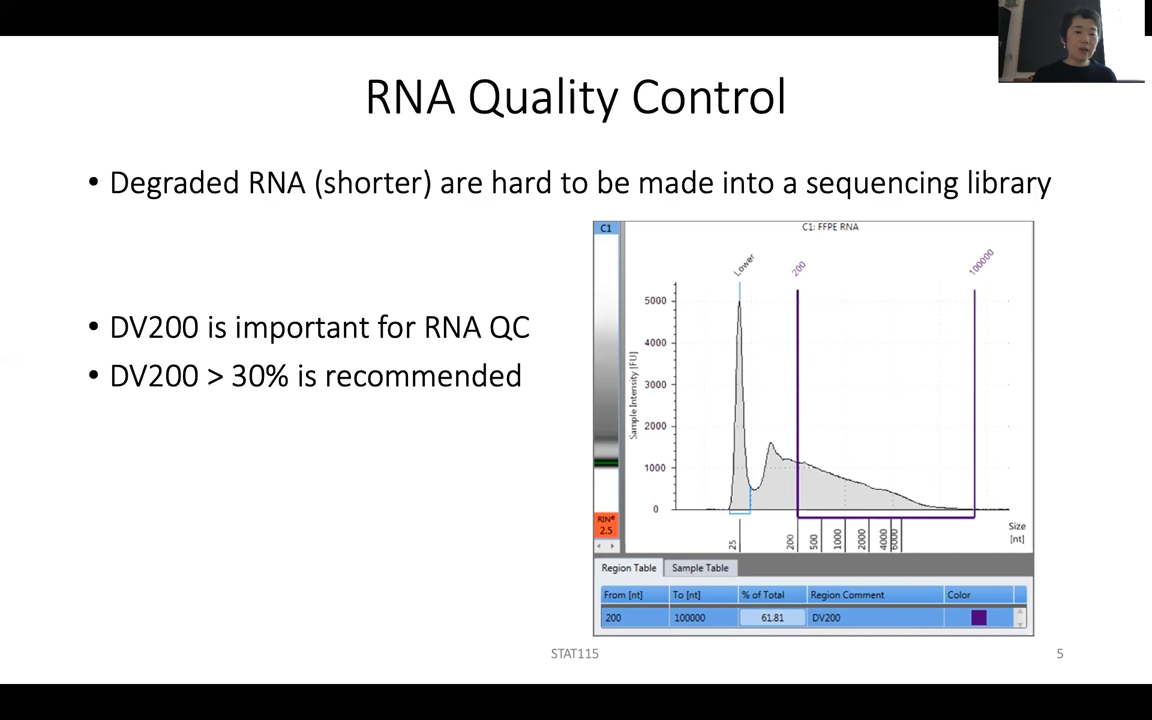 RNA Quality Control
• Degraded RNA (shorter) are hard to be made into a sequencing library
• DV200 is important for RNA QC
• DV200 > 30% is recommended
C1
C1: FFPE RNA
Lower
200
100000
Sample Intensity [FU]
5000
4000
3000
2000
1000
0
25
200
500
1000
2000
4000
6000
Size
[nt]
RINe
2.5
Region Table
Sample Table
From [nt] To [nt] % of Total Region Comment Color
200 100000 61.81 DV200
STAT115
5